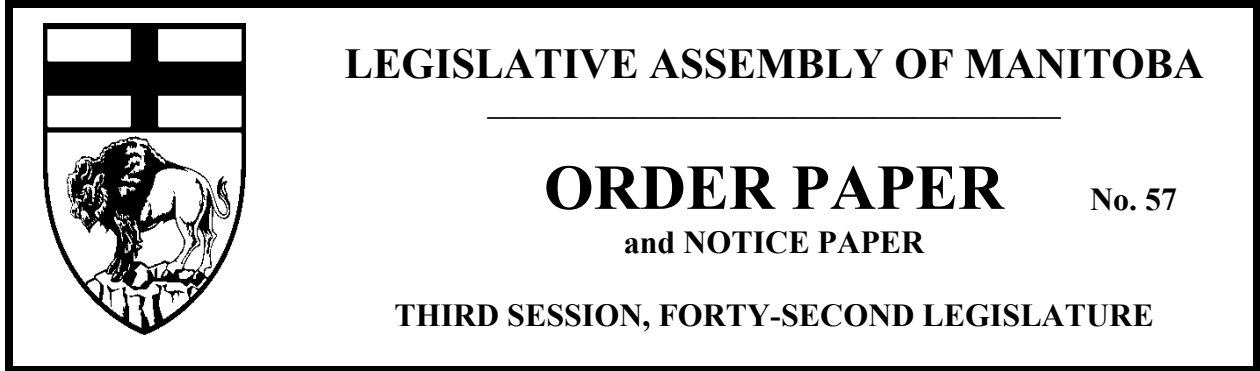 LEGISLATIVE ASSEMBLY OF MANITOBA
ORDER PAPER No. 57
and NOTICE PAPER
THIRD SESSION, FORTY-SECOND LEGISLATURE